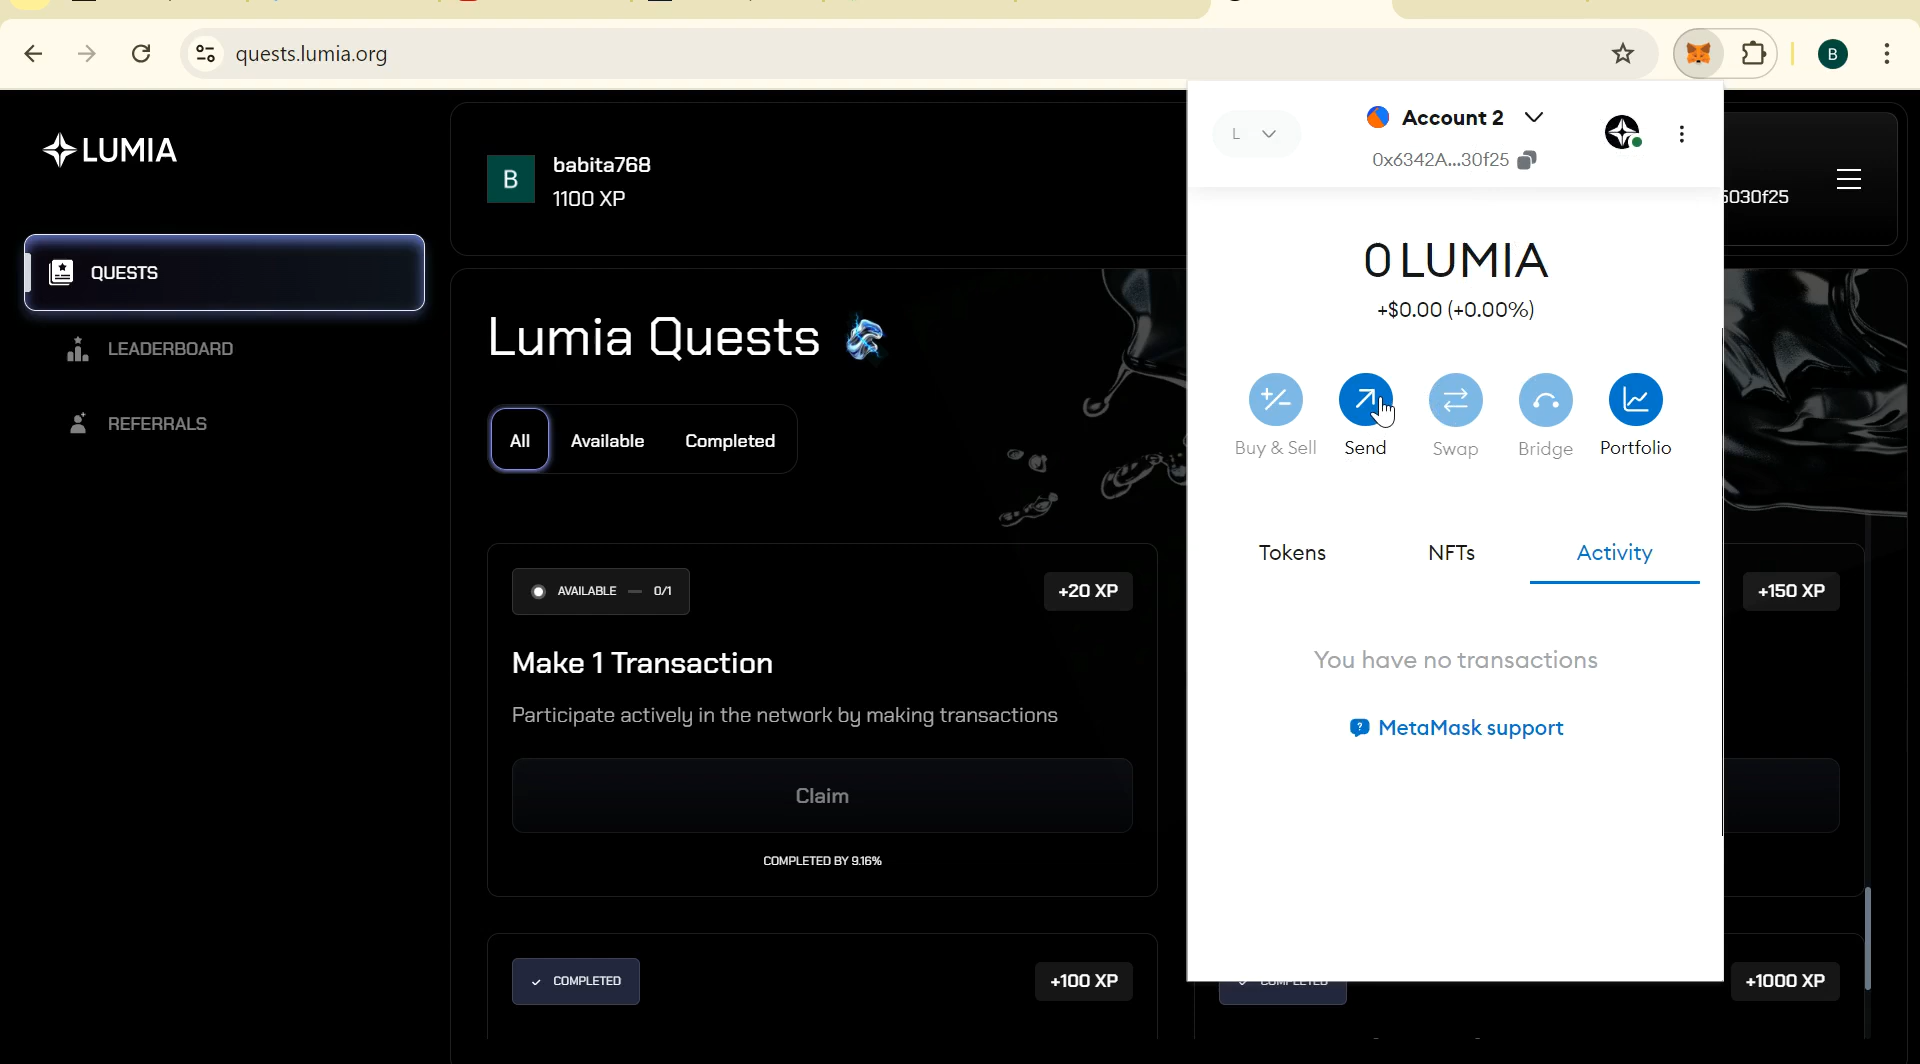 quests.lumia.org
B
LUMIA
QUESTS
LEADERBOARD
REFERRALS
B
babita768
1100 XP
5030f25
Lumia Quests
All
Available
Completed
AVAILABLE — 0/1
+20 XP
Make 1 Transaction
Participate actively in the network by making transactions
Claim
COMPLETED BY 9.16%
COMPLETED
+100 XP
+150 XP
COMPLETED
+1000 XP
L
Account 2
0x6342A...30f25
0 LUMIA
+$0.00 (+0.00%)
Buy & Sell
Send
Swap
Bridge
Portfolio
Tokens
NFTs
Activity
You have no transactions
MetaMask support